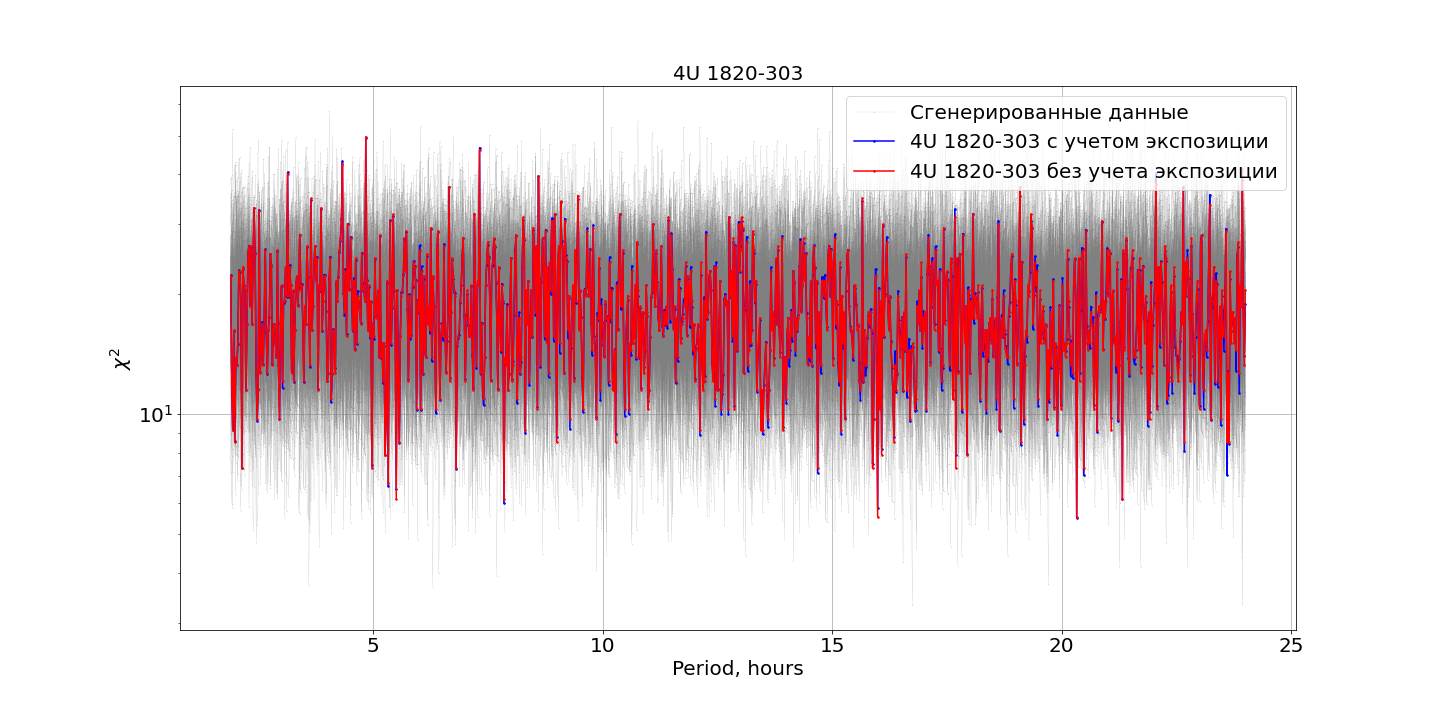 4U 1820-303
Сгенерированные данные
4U 1820-303 с учетом экспозиции
4U 1820-303 без учета экспозиции
χ²
10¹
5
10
15
20
25
Period, hours